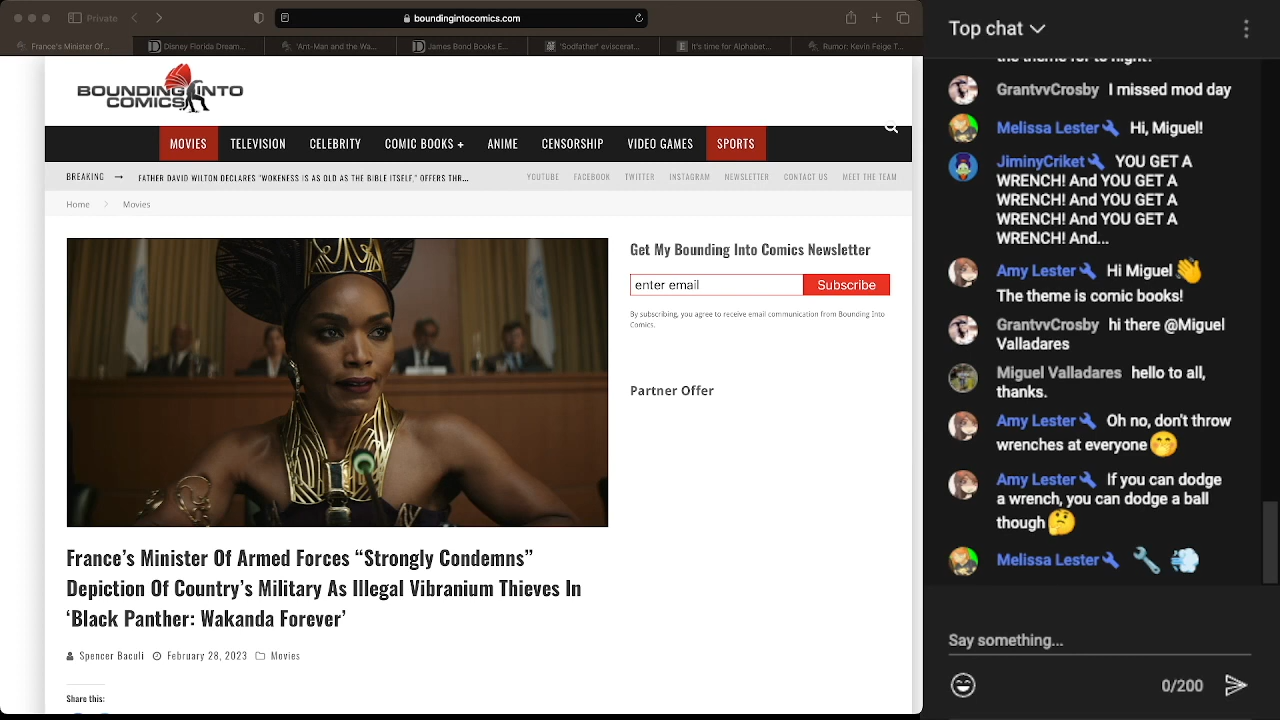 Private
boundingintocomics.com
France's Minister Of...
Disney Florida Dream...
'Ant-Man and the Wa...
James Bond Books E...
'Sodfather' eviscerat...
It's time for Alphabet...
Rumor: Kevin Feige T...
BOUNDING INTO
COMICS
MOVIES TELEVISION CELEBRITY COMIC BOOKS + ANIME CENSORSHIP VIDEO GAMES SPORTS
BREAKING → FATHER DAVID WILTON DECLARES "WOKENESS IS AS OLD AS THE BIBLE ITSELF," OFFERS THR...
YOUTUBE FACEBOOK TWITTER INSTAGRAM NEWSLETTER CONTACT US MEET THE TEAM
Home > Movies
Get My Bounding Into Comics Newsletter
enter email Subscribe
By subscribing, you agree to receive email communication from Bounding Into
Comics.
Partner Offer
France's Minister Of Armed Forces “Strongly Condemns”
Depiction Of Country's Military As Illegal Vibranium Thieves In
‘Black Panther: Wakanda Forever’
Spencer Baculi February 28, 2023 Movies
Share this:
Top chat
the theme for to night?
GrantvvCrosby I missed mod day
Melissa Lester Hi, Miguel!
JiminyCriket YOU GET A
WRENCH! And YOU GET A
WRENCH! And YOU GET A
WRENCH! And YOU GET A
WRENCH! And...
Amy Lester Hi Miguel 👋
The theme is comic books!
GrantvvCrosby hi there @Miguel
Valladares
Miguel Valladares hello to all,
thanks.
Amy Lester Oh no, don't throw
wrenches at everyone 🤭
Amy Lester If you can dodge
a wrench, you can dodge a ball
though 🤔
Melissa Lester 🔧 💨
Say something...
0/200